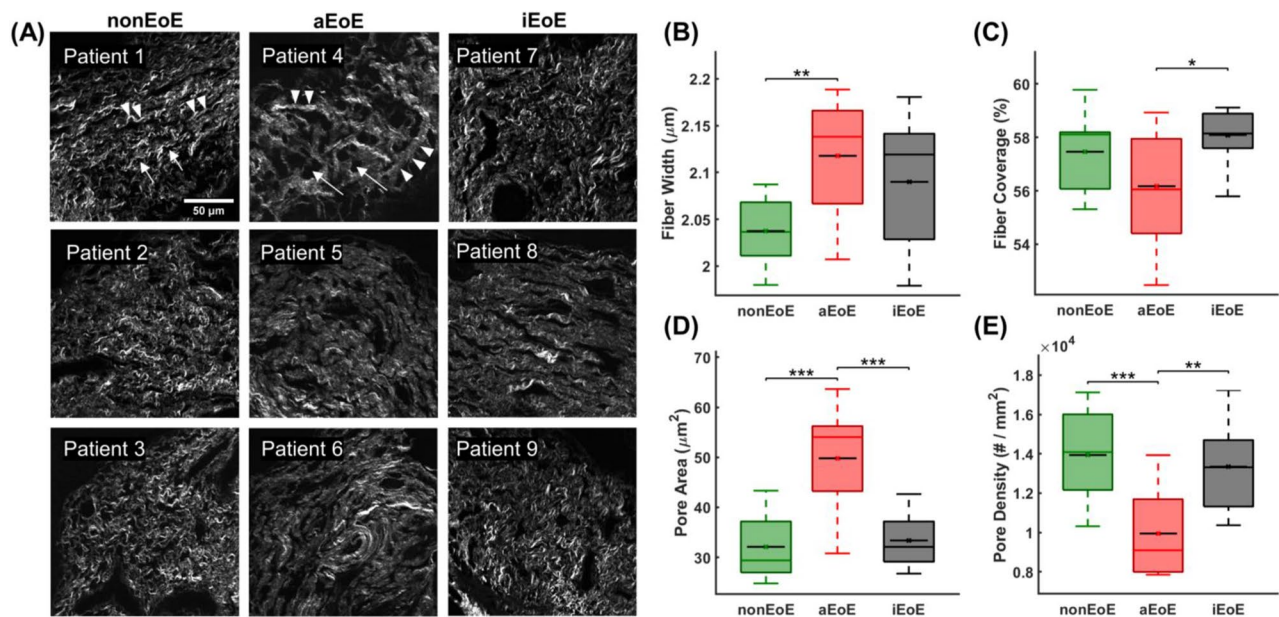 nonEoE aEoE iEoE
(A)
Patient 1 Patient 4 Patient 7
50 μm
Patient 2 Patient 5 Patient 8
Patient 3 Patient 6 Patient 9
(B)
Fiber Width (μm)
2.2
2.15
2.1
2.05
2
**
nonEoE aEoE iEoE
(C)
Fiber Coverage (%)
60
58
56
54
*
nonEoE aEoE iEoE
(D)
Pore Area (μm²)
70
60
50
40
30
*** ***
nonEoE aEoE iEoE
(E)
×10⁴
Pore Density (# / mm²)
1.8
1.6
1.4
1.2
1
0.8
*** **
nonEoE aEoE iEoE